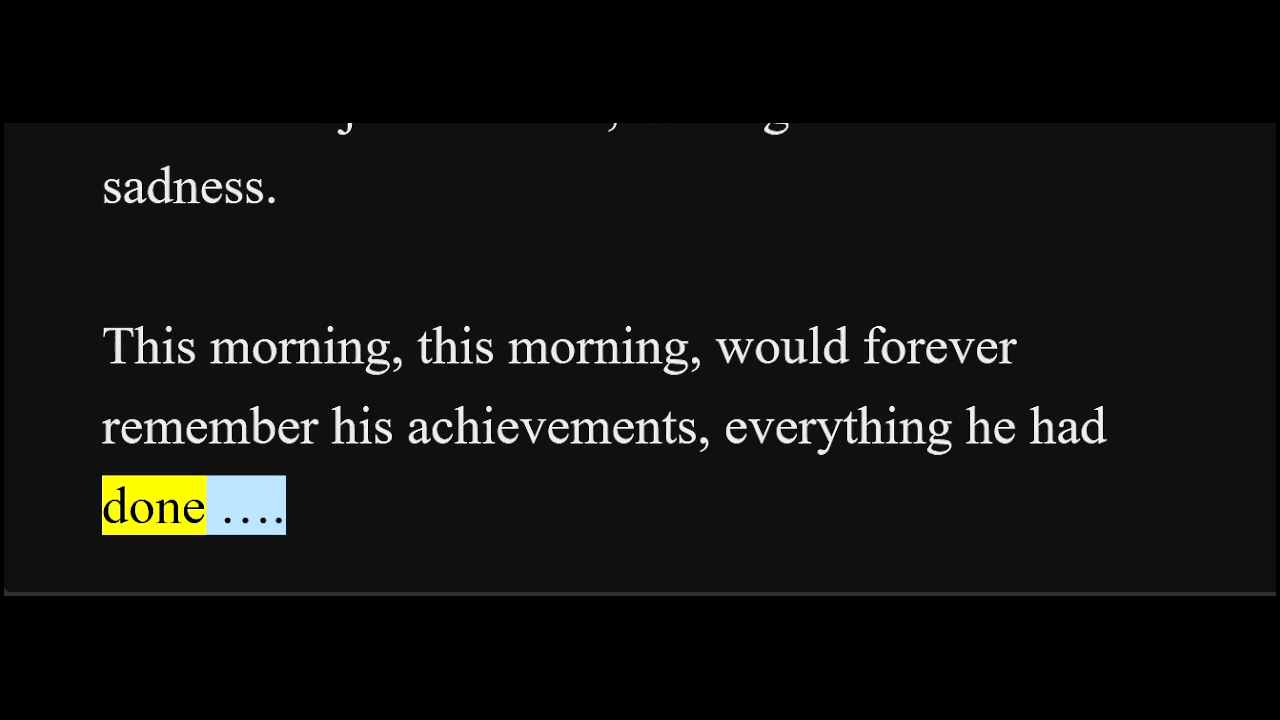 sadness.
This morning, this morning, would forever
remember his achievements, everything he had
done ….